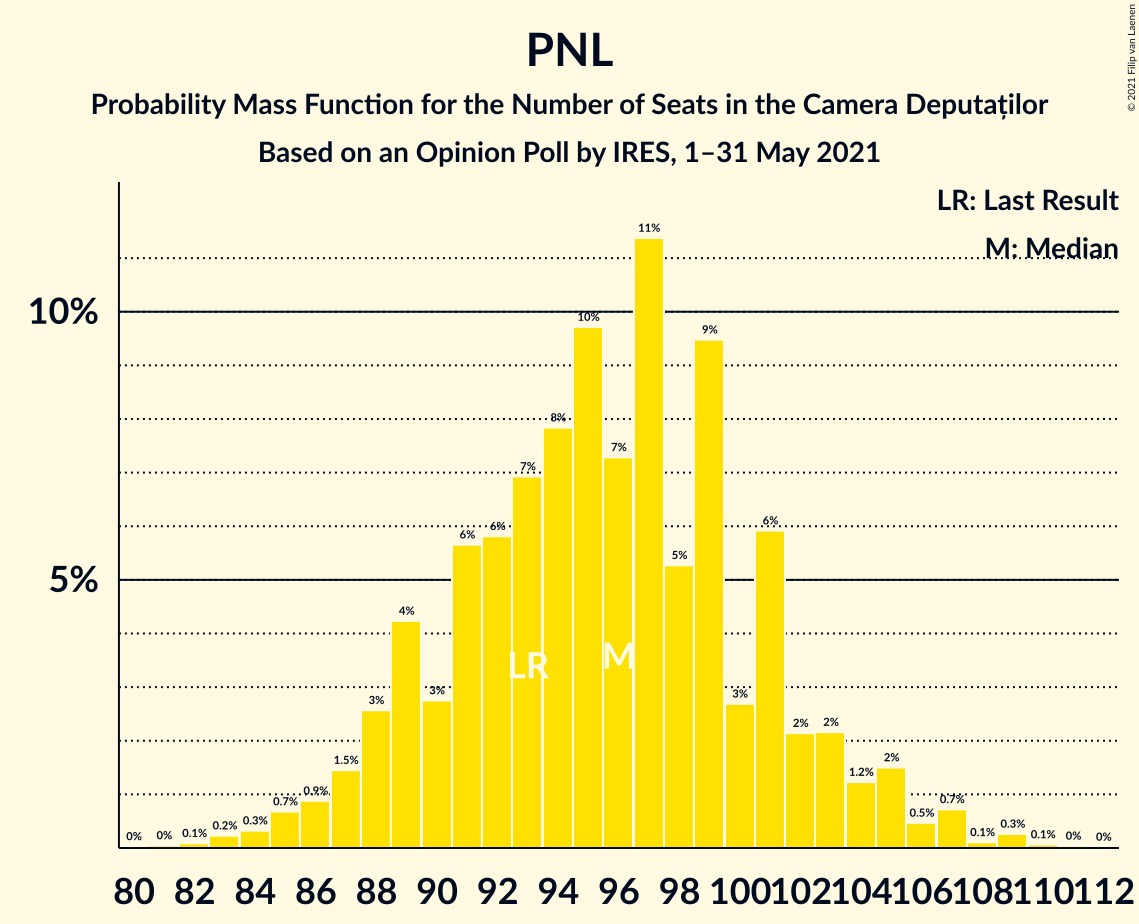 PNL
Probability Mass Function for the Number of Seats in the Camera Deputaților
Based on an Opinion Poll by IRES, 1–31 May 2021
© 2021 Filip van Laenen
LR: Last Result
M: Median
10%
5%
0% 0% 0.1% 0.2% 0.3% 0.7% 0.9% 1.5% 3% 4% 3% 6% 6% 7% 8% 10% 7% 11% 5% 9% 3% 6% 2% 2% 1.2% 2% 0.5% 0.7% 0.1% 0.3% 0.1% 0% 0%
LR M
80 82 84 86 88 90 92 94 96 98 100 102 104 106 108 110 112